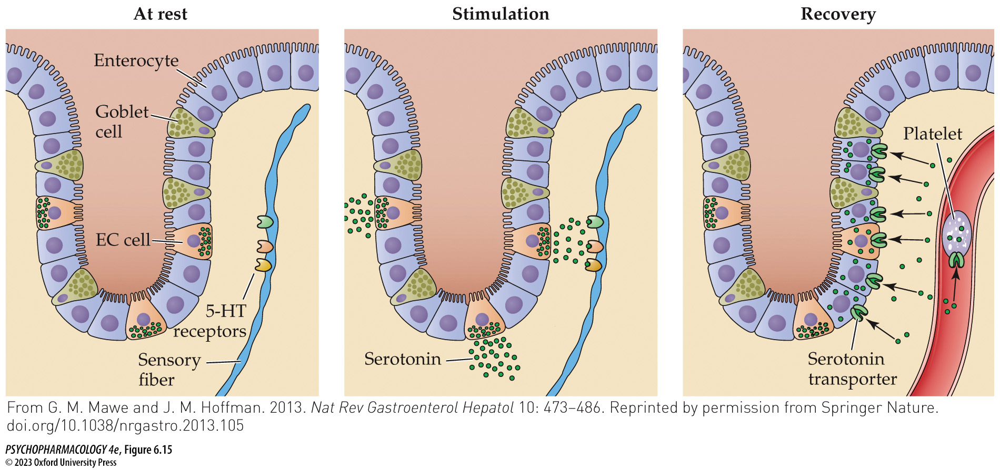 At rest
Stimulation
Recovery
Enterocyte
Goblet
cell
EC cell
5-HT
receptors
Sensory
fiber
Serotonin
Platelet
Serotonin
transporter
From G. M. Mawe and J. M. Hoffman. 2013. Nat Rev Gastroenterol Hepatol 10: 473–486. Reprinted by permission from Springer Nature.
doi.org/10.1038/nrgastro.2013.105
PSYCHOPHARMACOLOGY 4e, Figure 6.15
© 2023 Oxford University Press